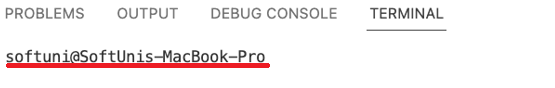 PROBLEMS OUTPUT DEBUG CONSOLE TERMINAL
softuni@SoftUnis-MacBook-Pro